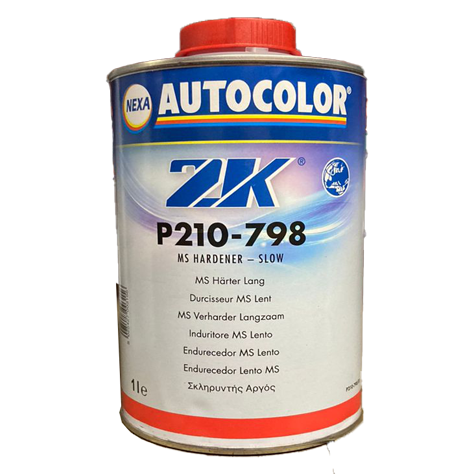 NEXA
AUTOCOLOR®
2K®
P210-798
MS HARDENER – SLOW
MS Härter Lang
Durcisseur MS Lent
MS Verharder Langzaam
Induritore MS Lento
Endurecedor MS Lento
Endurecedor Lento MS
Σκληρυντής Αργός
1 l e